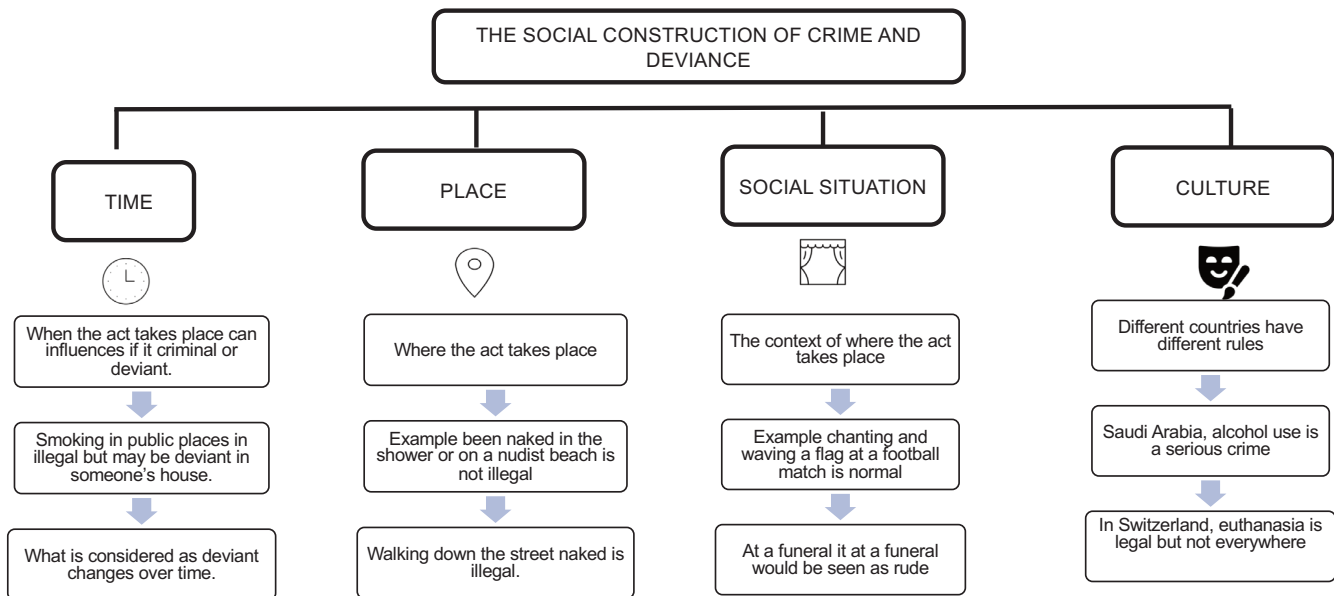 THE SOCIAL CONSTRUCTION OF CRIME AND
DEVIANCE
TIME
PLACE
SOCIAL SITUATION
CULTURE
When the act takes place can
influences if it criminal or
deviant.
Smoking in public places in
illegal but may be deviant in
someone's house.
What is considered as deviant
changes over time.
Where the act takes place
Example been naked in the
shower or on a nudist beach is
not illegal
Walking down the street naked is
illegal.
The context of where the act
takes place
Example chanting and
waving a flag at a football
match is normal
At a funeral it at a funeral
would be seen as rude
Different countries have
different rules
Saudi Arabia, alcohol use is
a serious crime
In Switzerland, euthanasia is
legal but not everywhere